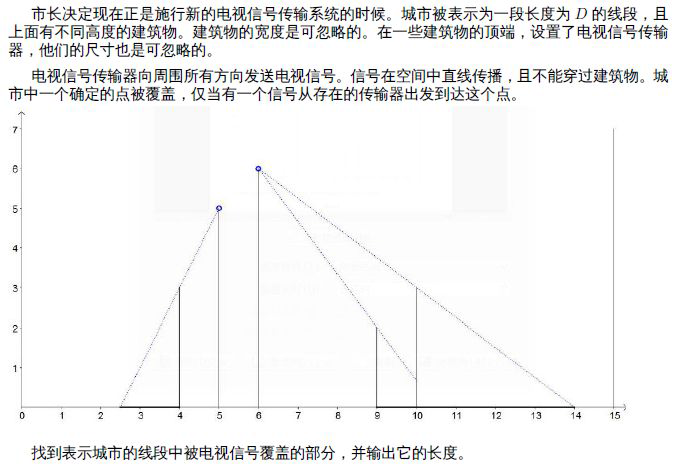 市长决定现在正是施行新的电视信号传输系统的时候。城市被表示为一段长度为 D 的线段，且
上面有不同高度的建筑物。建筑物的宽度是可忽略的。在一些建筑物的顶端，设置了电视信号传输
器，他们的尺寸也是可忽略的。
电视信号传输器向周围所有方向发送电视信号。信号在空间中直线传播，且不能穿过建筑物。城
市中一个确定的点被覆盖，仅当有一个信号从存在的传输器出发到达这个点。
7
6
5
4
3
2
1
0 1 2 3 4 5 6 7 8 9 10 11 12 13 14 15
找到表示城市的线段中被电视信号覆盖的部分，并输出它的长度。